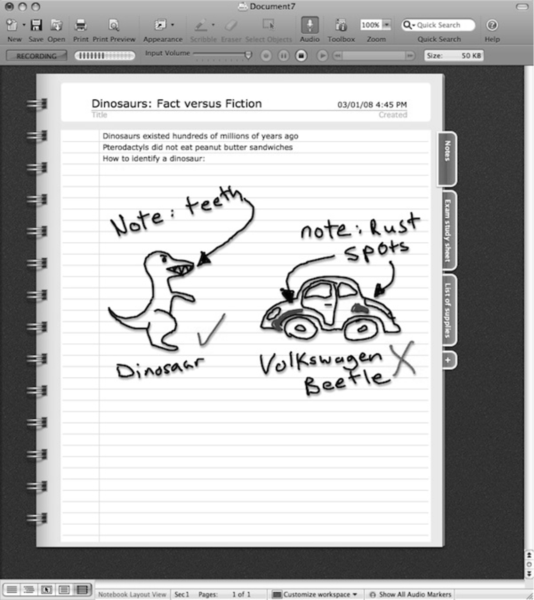 Document7
New Save Open Print Print Preview Appearance Scribble Eraser Select Objects Audio Toolbox 100% Zoom Quick Search Help
Quick Search
RECORDING Input Volume Size: 50 KB
Dinosaurs: Fact versus Fiction 03/01/08 4:45 PM
Title Created
Dinosaurs existed hundreds of millions of years ago
Pterodactyls did not eat peanut butter sandwiches
How to identify a dinosaur:
Notes
Exam study sheet
List of supplies
+
Note: teeth
note: Rust
spots
Dinosaur
Volkswagen
Beetle
Notebook Layout View Sec 1 Pages: 1 of 1 Customize workspace Show All Audio Markers